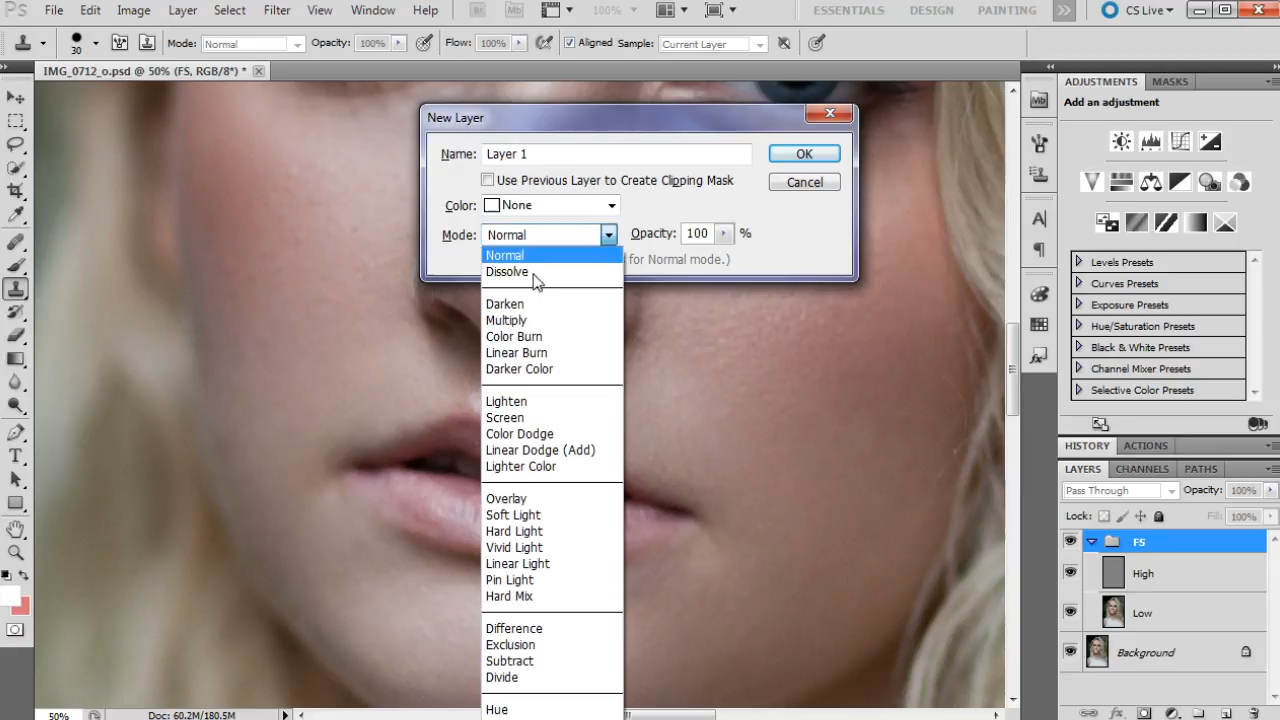 Ps File Edit Image Layer Select Filter View Window Help Br Mb 100% ESSENTIALS DESIGN PAINTING CS Live
30 Mode: Normal Opacity: 100% Flow: 100% Aligned Sample: Current Layer
IMG_0712_o.psd @ 50% (FS, RGB/8*) *
New Layer
Name: Layer 1 OK
Use Previous Layer to Create Clipping Mask Cancel
Color: None
Mode: Normal Opacity: 100 %
for Normal mode.)
Normal
Dissolve
Darken
Multiply
Color Burn
Linear Burn
Darker Color
Lighten
Screen
Color Dodge
Linear Dodge (Add)
Lighter Color
Overlay
Soft Light
Hard Light
Vivid Light
Linear Light
Pin Light
Hard Mix
Difference
Exclusion
Subtract
Divide
Hue
ADJUSTMENTS MASKS
Add an adjustment
Mb
Levels Presets
Curves Presets
Exposure Presets
Hue/Saturation Presets
Black & White Presets
Channel Mixer Presets
Selective Color Presets
HISTORY ACTIONS
LAYERS CHANNELS PATHS
Pass Through Opacity: 100%
Lock: Fill: 100%
FS
High
Low
Background
50% Doc: 60.2M/180.5M